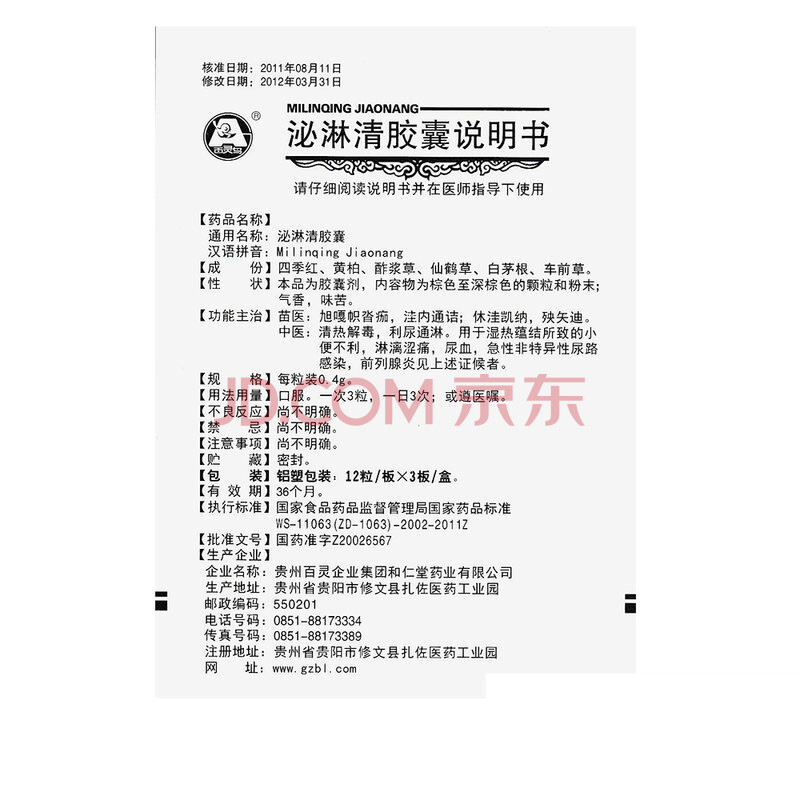 核准日期：2011年08月11日
修改日期：2012年03月31日
MILINQING JIAONANG
泌淋清胶囊说明书
请仔细阅读说明书并在医师指导下使用
【药品名称】
通用名称：泌淋清胶囊
汉语拼音：Milinqing Jiaonang
【成 份】四季红、黄柏、酢浆草、仙鹤草、白茅根、车前草。
【性 状】本品为胶囊剂，内容物为棕色至深棕色的颗粒和粉末；
气香，味苦。
【功能主治】苗医：旭嘎帜沓痂，洼内通诘；休洼凯纳，殃矢迪。
中医：清热解毒，利尿通淋。用于湿热蕴结所致的小
便不利，淋漓涩痛，尿血，急性非特异性尿路
感染，前列腺炎见上述证候者。
【规 格】每粒装0.4g。
【用法用量】口服。一次3粒，一日3次；或遵医嘱。
【不良反应】尚不明确。
【禁 忌】尚不明确。
【注意事项】尚不明确。
【贮 藏】密封。
【包 装】铝塑包装：12粒/板×3板/盒。
【有 效 期】36个月。
【执行标准】国家食品药品监督管理局国家药品标准
WS-11063(ZD-1063)-2002-2011Z
【批准文号】国药准字Z20026567
【生产企业】
企业名称：贵州百灵企业集团和仁堂药业有限公司
生产地址：贵州省贵阳市修文县扎佐医药工业园
邮政编码：550201
电话号码：0851-88173334
传真号码：0851-88173389
注册地址：贵州省贵阳市修文县扎佐医药工业园
网 址：www.gzbl.com
JD.COM 京东